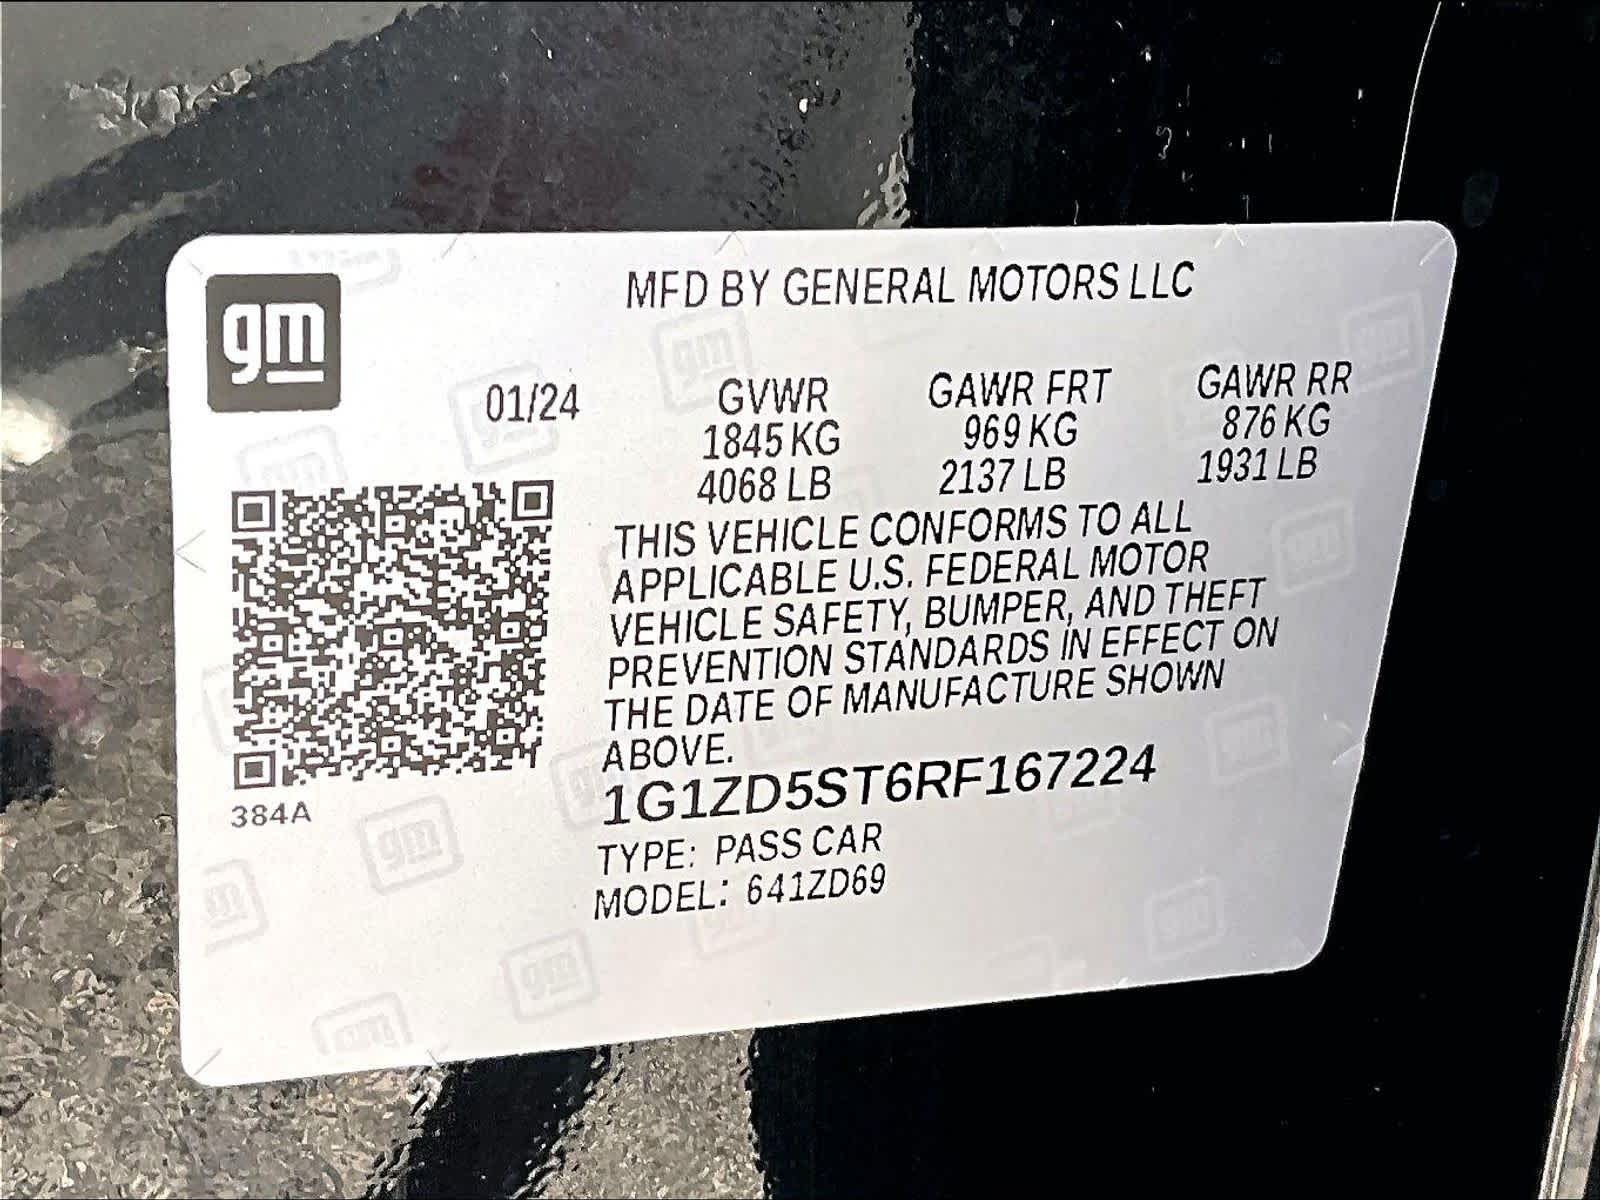 gm
MFD BY GENERAL MOTORS LLC
01/24 GVWR GAWR FRT GAWR RR
1845 KG 969 KG 876 KG
4068 LB 2137 LB 1931 LB
THIS VEHICLE CONFORMS TO ALL
APPLICABLE U.S. FEDERAL MOTOR
VEHICLE SAFETY, BUMPER, AND THEFT
PREVENTION STANDARDS IN EFFECT ON
THE DATE OF MANUFACTURE SHOWN
ABOVE.
384A
1G1ZD5ST6RF167224
TYPE: PASS CAR
MODEL: 641ZD69